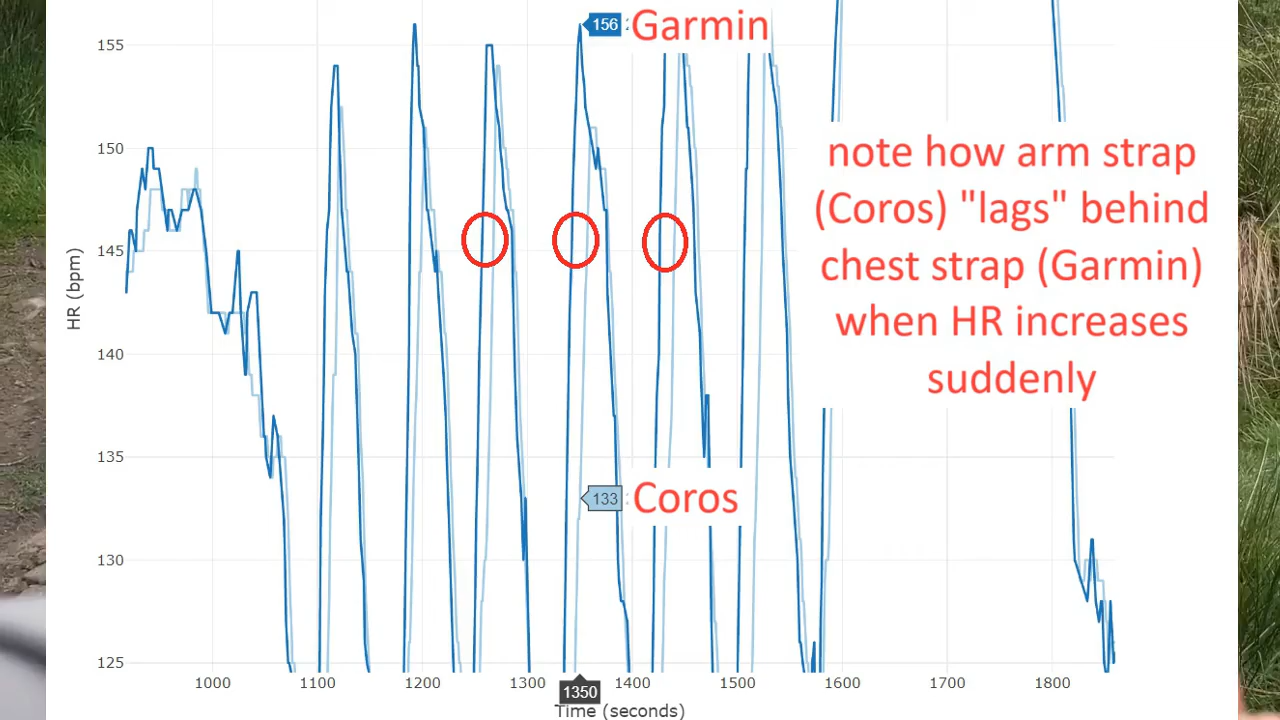 156 : Garmin
155
150
145
140
135
130
125
HR (bpm)
note how arm strap
(Coros) "lags" behind
chest strap (Garmin)
when HR increases
suddenly
133 : Coros
1000 1100 1200 1300 1400 1500 1600 1700 1800
1350
Time (seconds)